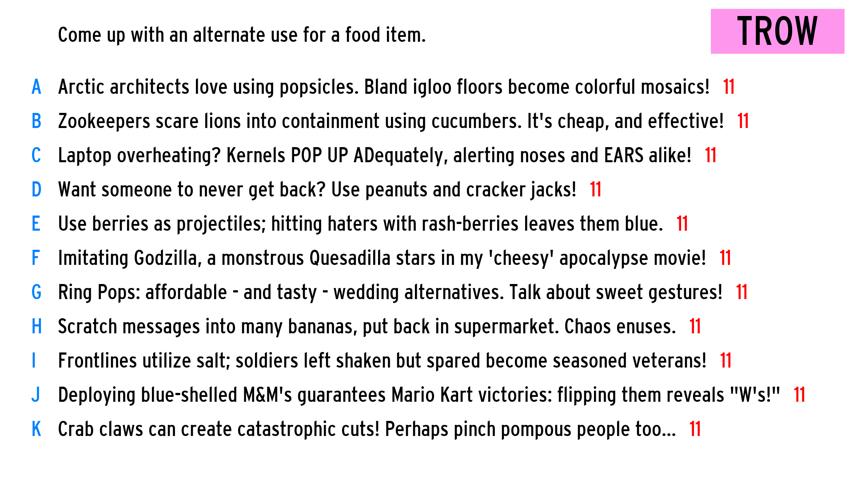 Come up with an alternate use for a food item.
TROW
A Arctic architects love using popsicles. Bland igloo floors become colorful mosaics! 11
B Zookeepers scare lions into containment using cucumbers. It's cheap, and effective! 11
C Laptop overheating? Kernels POP UP ADequately, alerting noses and EARS alike! 11
D Want someone to never get back? Use peanuts and cracker jacks! 11
E Use berries as projectiles; hitting haters with rash-berries leaves them blue. 11
F Imitating Godzilla, a monstrous Quesadilla stars in my 'cheesy' apocalypse movie! 11
G Ring Pops: affordable - and tasty - wedding alternatives. Talk about sweet gestures! 11
H Scratch messages into many bananas, put back in supermarket. Chaos enuses. 11
I Frontlines utilize salt; soldiers left shaken but spared become seasoned veterans! 11
J Deploying blue-shelled M&M's guarantees Mario Kart victories: flipping them reveals "W's!" 11
K Crab claws can create catastrophic cuts! Perhaps pinch pompous people too... 11